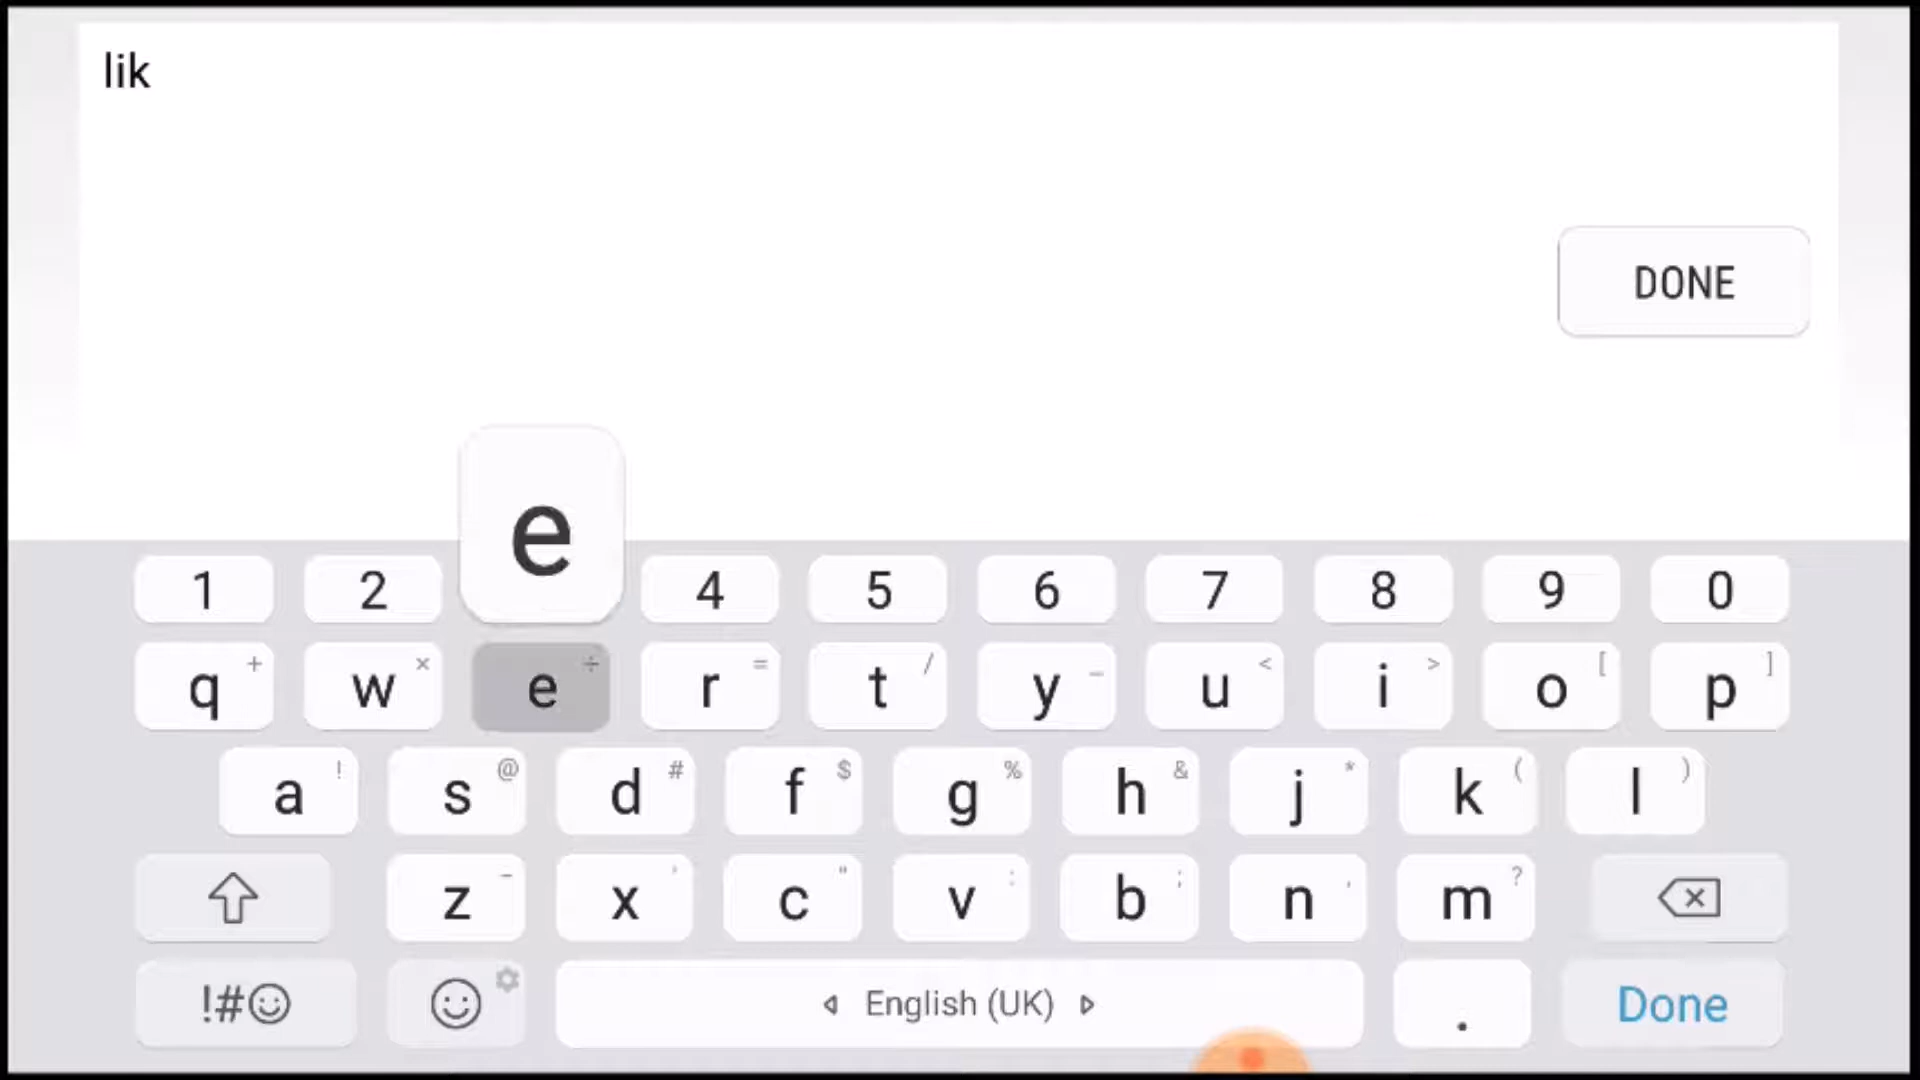 lik
DONE
e
1 2 4 5 6 7 8 9 0
q + w × e ÷ r = t / y _ u < i > o [ p ]
a ! s @ d # f $ g % h & j * k ( l )
z - x ' c " v : b ; n , m ?
!#☺ English (UK) . Done